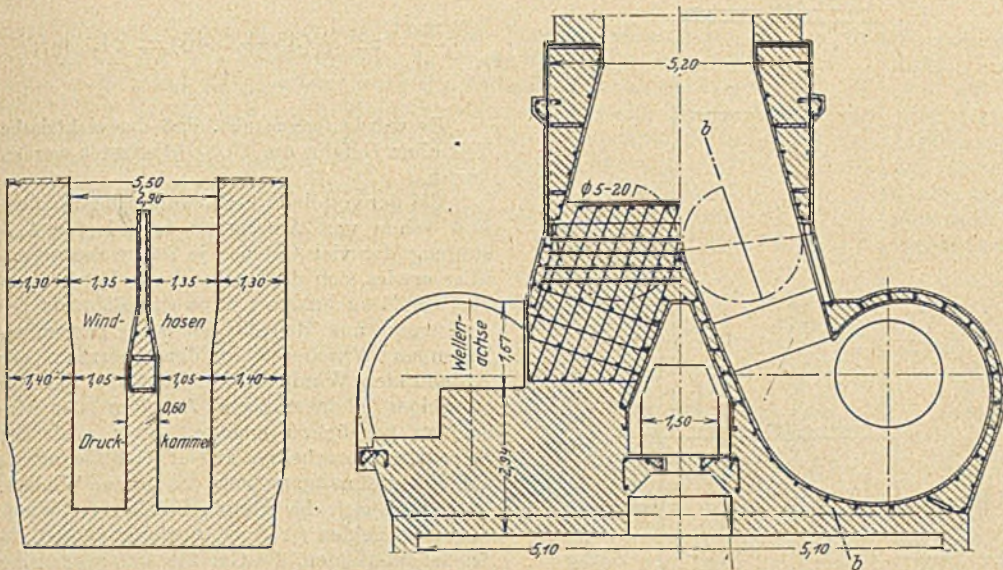 5,50
2,90
1,30 1,35 1,35 1,30
Wind- hosen
1,40 1,05 1,05 1,40
0,60
Druck- kammer
5,20
b
ϕ 5-20
Wellen-
achse
1,67
1,50
2,94
5,10 5,10
b